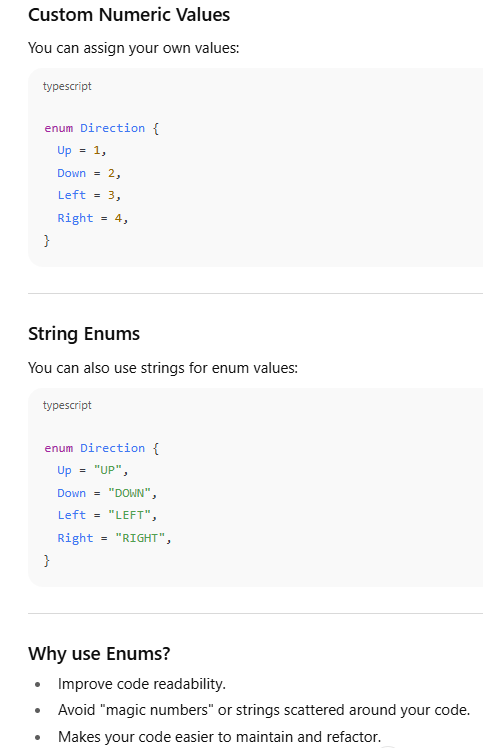 Custom Numeric Values
You can assign your own values:
typescript
enum Direction {
  Up = 1,
  Down = 2,
  Left = 3,
  Right = 4,
}
String Enums
You can also use strings for enum values:
typescript
enum Direction {
  Up = "UP",
  Down = "DOWN",
  Left = "LEFT",
  Right = "RIGHT",
}
Why use Enums?
• Improve code readability.
• Avoid "magic numbers" or strings scattered around your code.
• Makes your code easier to maintain and refactor.